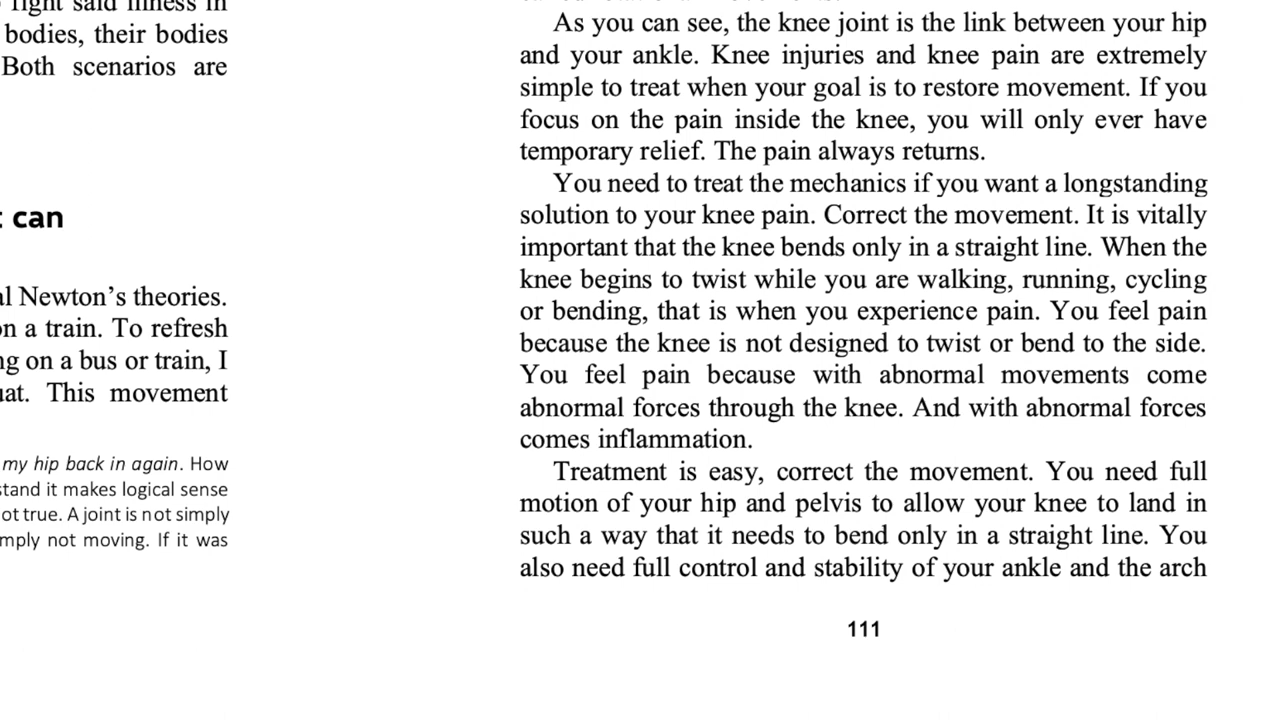 fight said illness in
bodies, their bodies
Both scenarios are
can
Newton's theories.
on a train. To refresh
on a bus or train, I
This movement
my hip back in again. How
it makes logical sense
true. A joint is not simply
not moving. If it was
As you can see, the knee joint is the link between your hip
and your ankle. Knee injuries and knee pain are extremely
simple to treat when your goal is to restore movement. If you
focus on the pain inside the knee, you will only ever have
temporary relief. The pain always returns.
You need to treat the mechanics if you want a longstanding
solution to your knee pain. Correct the movement. It is vitally
important that the knee bends only in a straight line. When the
knee begins to twist while you are walking, running, cycling
or bending, that is when you experience pain. You feel pain
because the knee is not designed to twist or bend to the side.
You feel pain because with abnormal movements come
abnormal forces through the knee. And with abnormal forces
comes inflammation.
Treatment is easy, correct the movement. You need full
motion of your hip and pelvis to allow your knee to land in
such a way that it needs to bend only in a straight line. You
also need full control and stability of your ankle and the arch
111